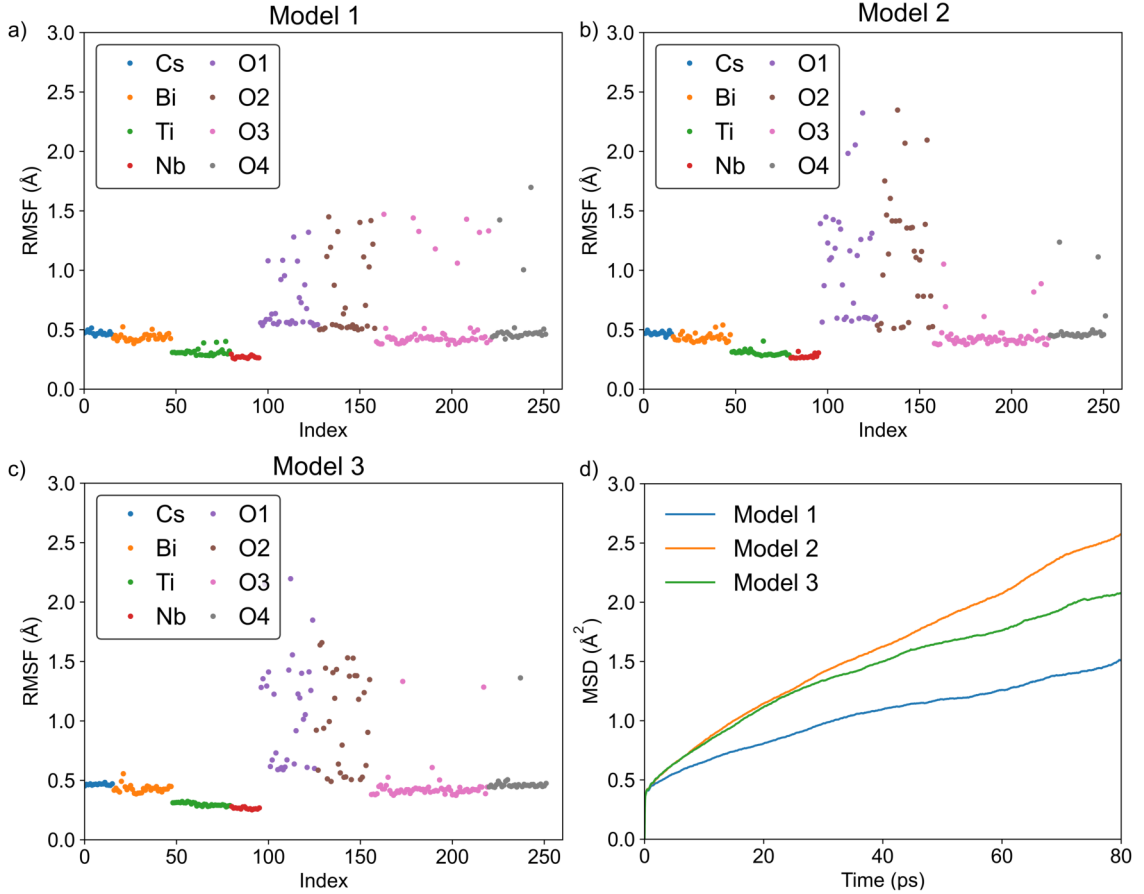 a)
Model 1
3.0
2.5
2.0
1.5
1.0
0.5
0.0
RMSF (Å)
Cs
Bi
Ti
Nb
O1
O2
O3
O4
0
50
100
150
200
250
Index
b)
Model 2
3.0
2.5
2.0
1.5
1.0
0.5
0.0
RMSF (Å)
Cs
Bi
Ti
Nb
O1
O2
O3
O4
0
50
100
150
200
250
Index
c)
Model 3
3.0
2.5
2.0
1.5
1.0
0.5
0.0
RMSF (Å)
Cs
Bi
Ti
Nb
O1
O2
O3
O4
0
50
100
150
200
250
Index
d)
3.0
2.5
2.0
1.5
1.0
0.5
0.0
MSD (Å²)
Model 1
Model 2
Model 3
0
20
40
60
80
Time (ps)